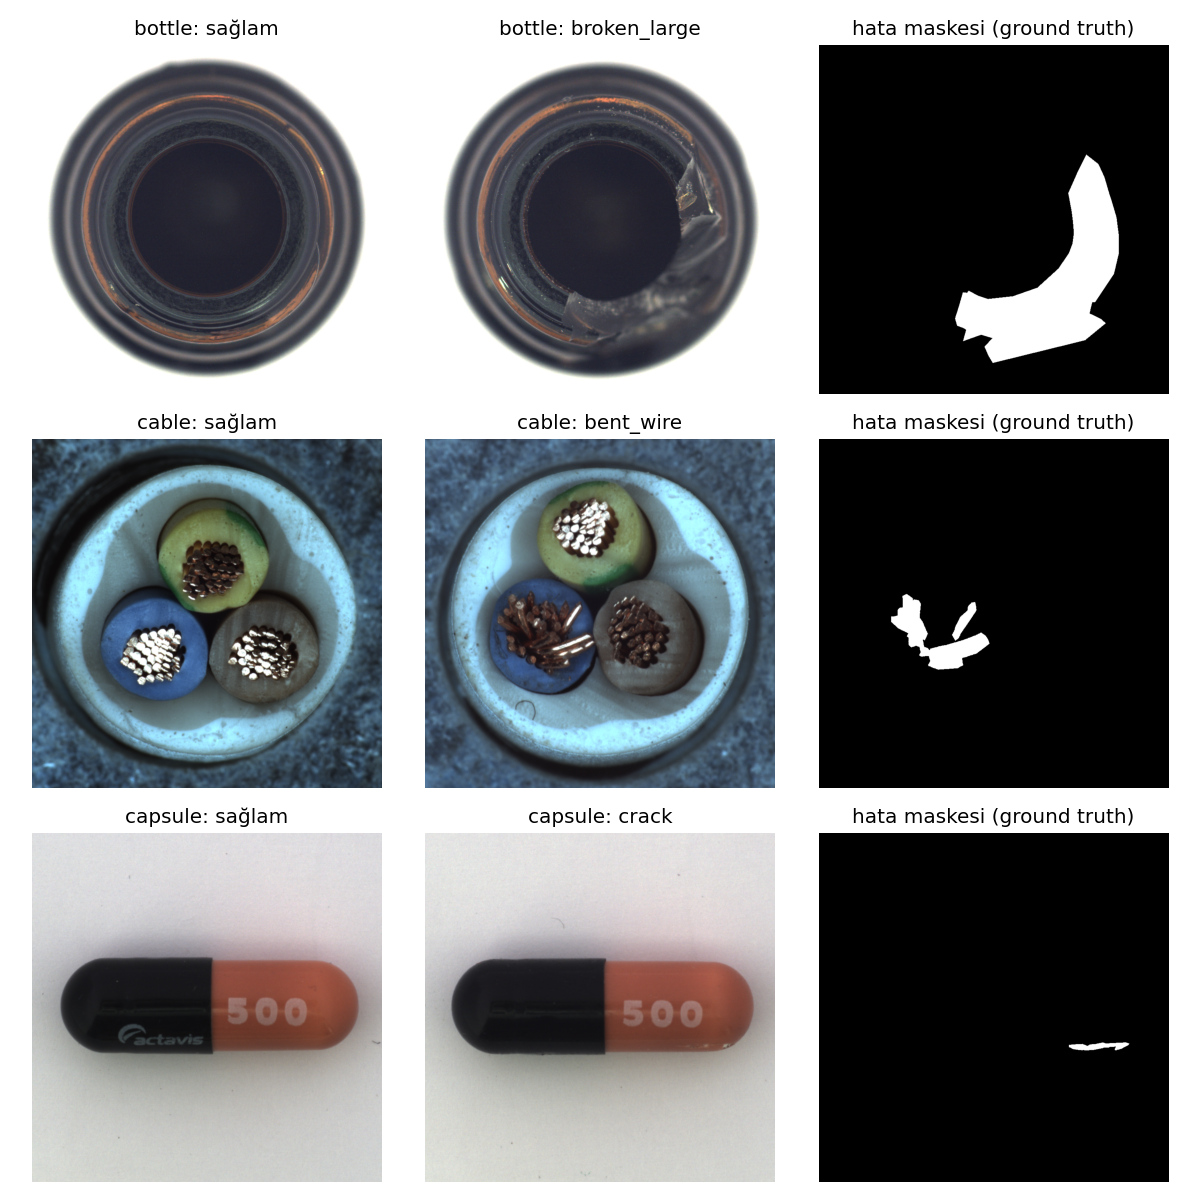 bottle: sağlam
bottle: broken_large
hata maskesi (ground truth)
cable: sağlam
cable: bent_wire
hata maskesi (ground truth)
capsule: sağlam
capsule: crack
hata maskesi (ground truth)
500
actavis
500